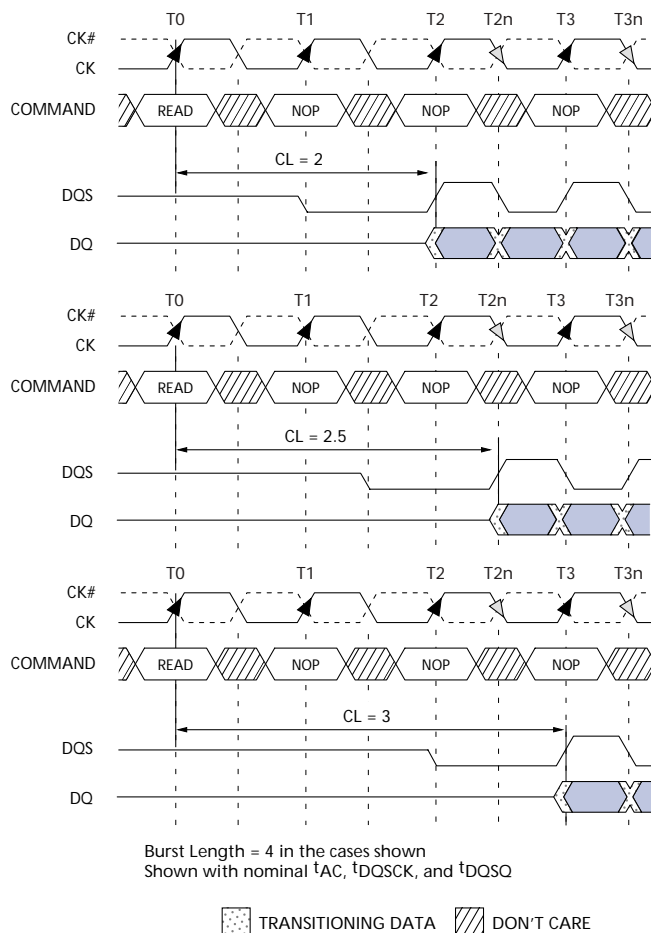 T0 T1 T2 T2n T3 T3n
CK#
CK
COMMAND READ NOP NOP NOP
CL = 2
DQS
DQ
T0 T1 T2 T2n T3 T3n
CK#
CK
COMMAND READ NOP NOP NOP
CL = 2.5
DQS
DQ
T0 T1 T2 T2n T3 T3n
CK#
CK
COMMAND READ NOP NOP NOP
CL = 3
DQS
DQ
Burst Length = 4 in the cases shown
Shown with nominal tAC, tDQSCK, and tDQSQ
TRANSITIONING DATA DON'T CARE